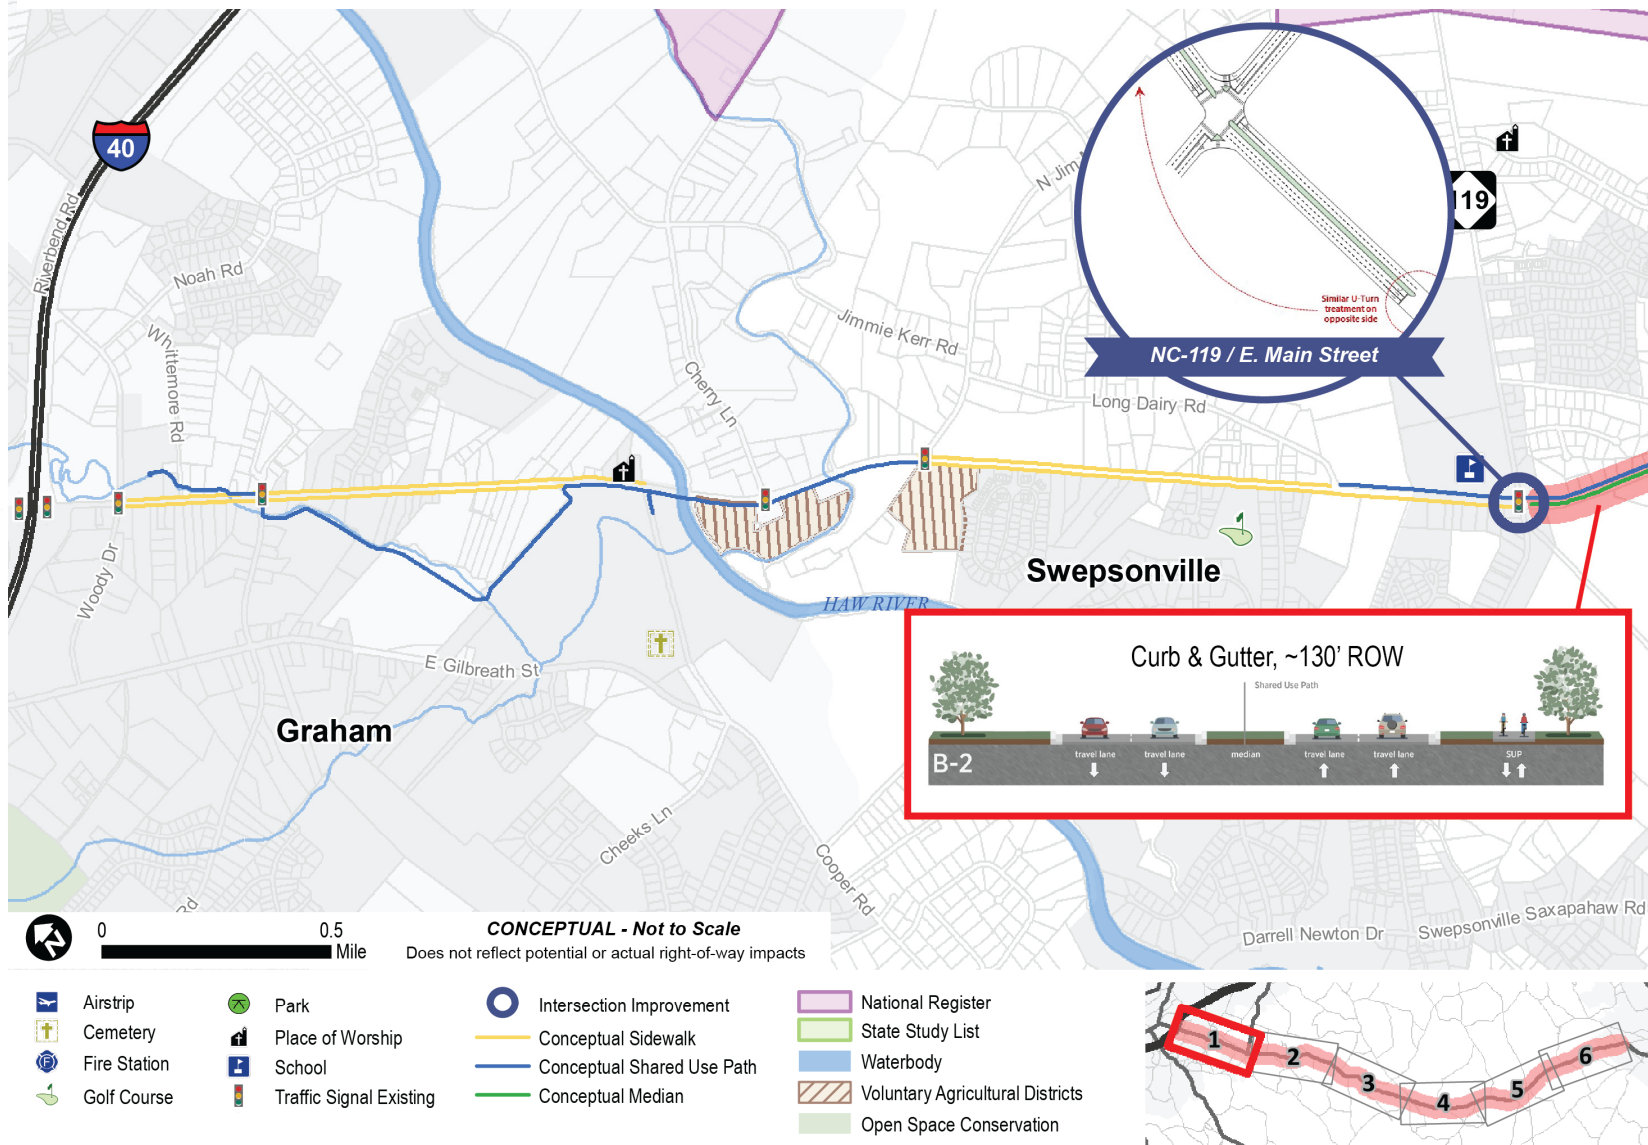 40
Riverbend Rd
Noah Rd
Whittemore Rd
Woody Dr
N Jim
119
Similar U-Turn
treatment on
opposite side
NC-119 / E. Main Street
Jimmie Kerr Rd
Cherry Ln
Long Dairy Rd
Swepsonville
HAW RIVER
E Gilbreath St
Graham
Cheeks Ln
Cooper Rd
Rd
Darrell Newton Dr
Swepsonville Saxapahaw Rd
Curb & Gutter, ~130' ROW
Shared Use Path
B-2
travel lane
travel lane
median
travel lane
travel lane
SUP
0
0.5
Mile
CONCEPTUAL - Not to Scale
Does not reflect potential or actual right-of-way impacts
Airstrip
Cemetery
F
Fire Station
Golf Course
Park
Place of Worship
School
Traffic Signal Existing
Intersection Improvement
Conceptual Sidewalk
Conceptual Shared Use Path
Conceptual Median
National Register
State Study List
Waterbody
Voluntary Agricultural Districts
Open Space Conservation
1
2
3
4
5
6